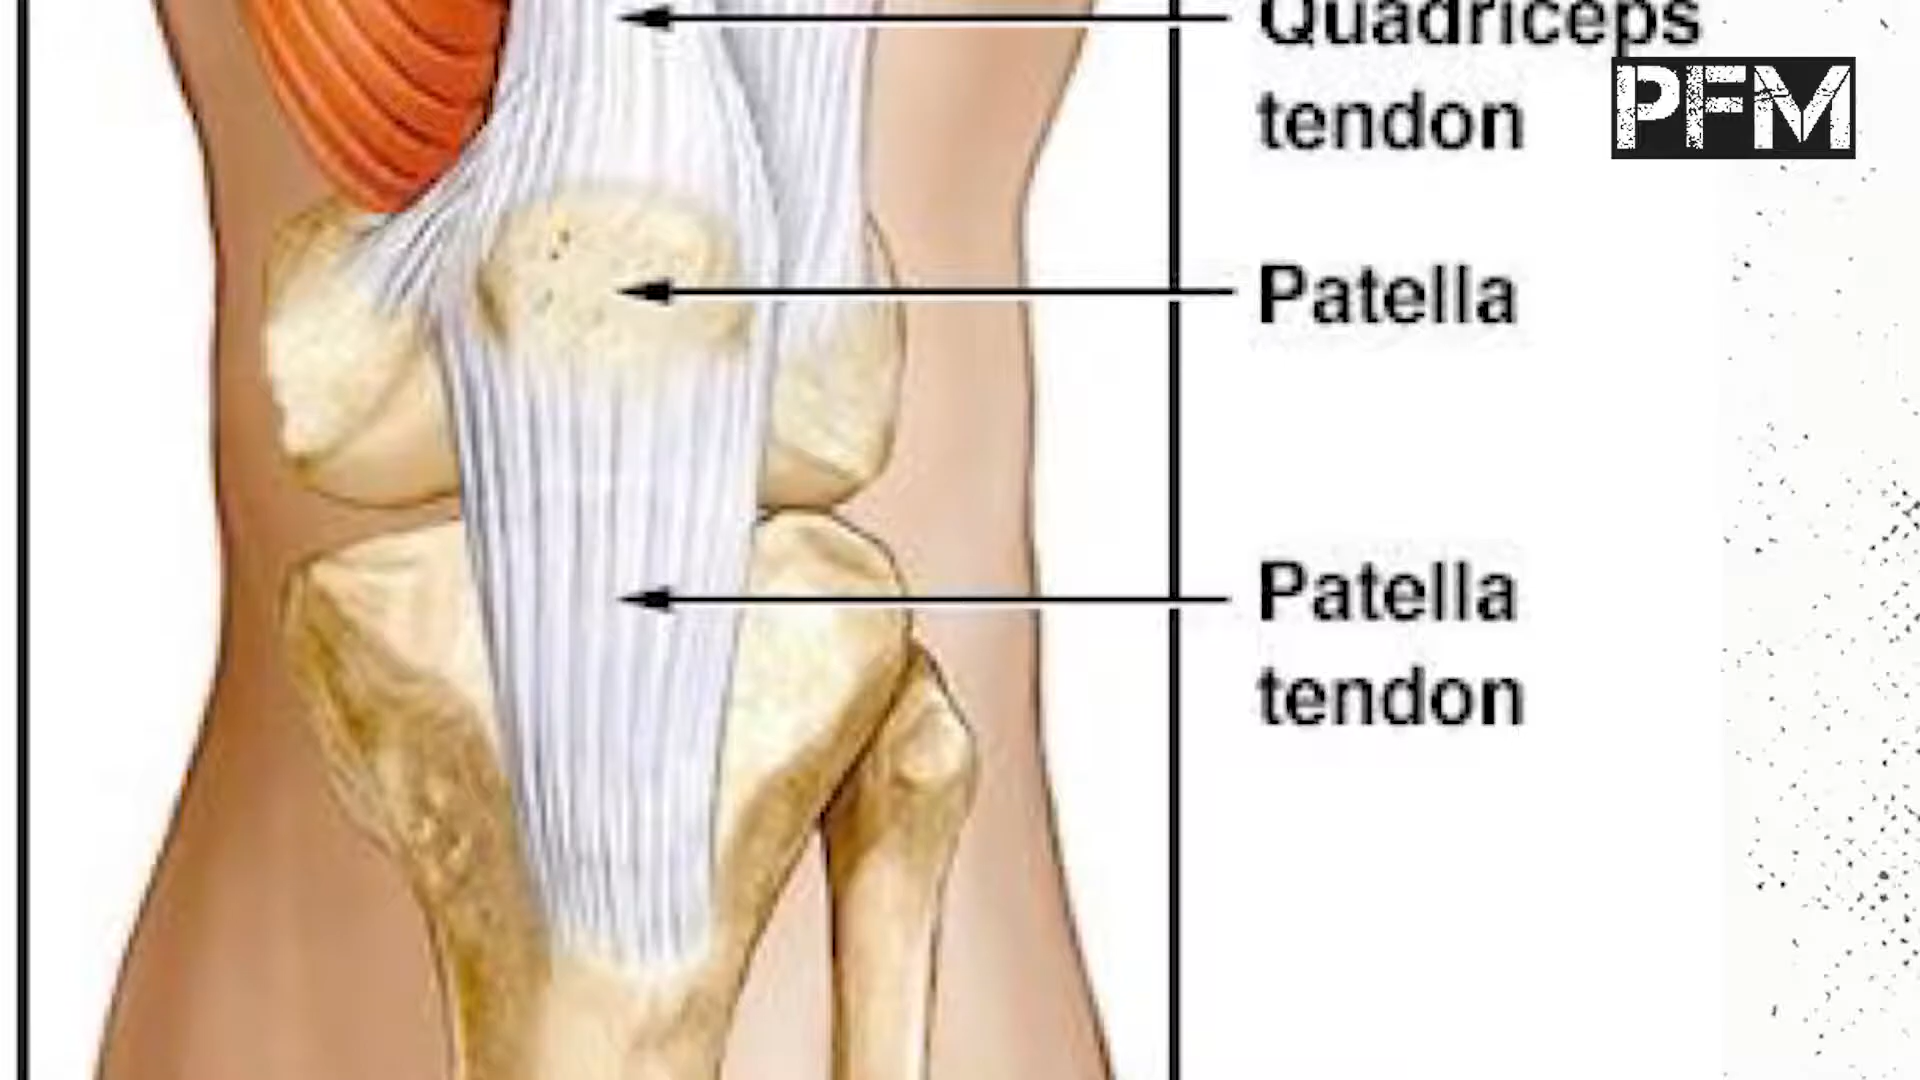 Quadriceps
tendon
PFM
Patella
Patella
tendon